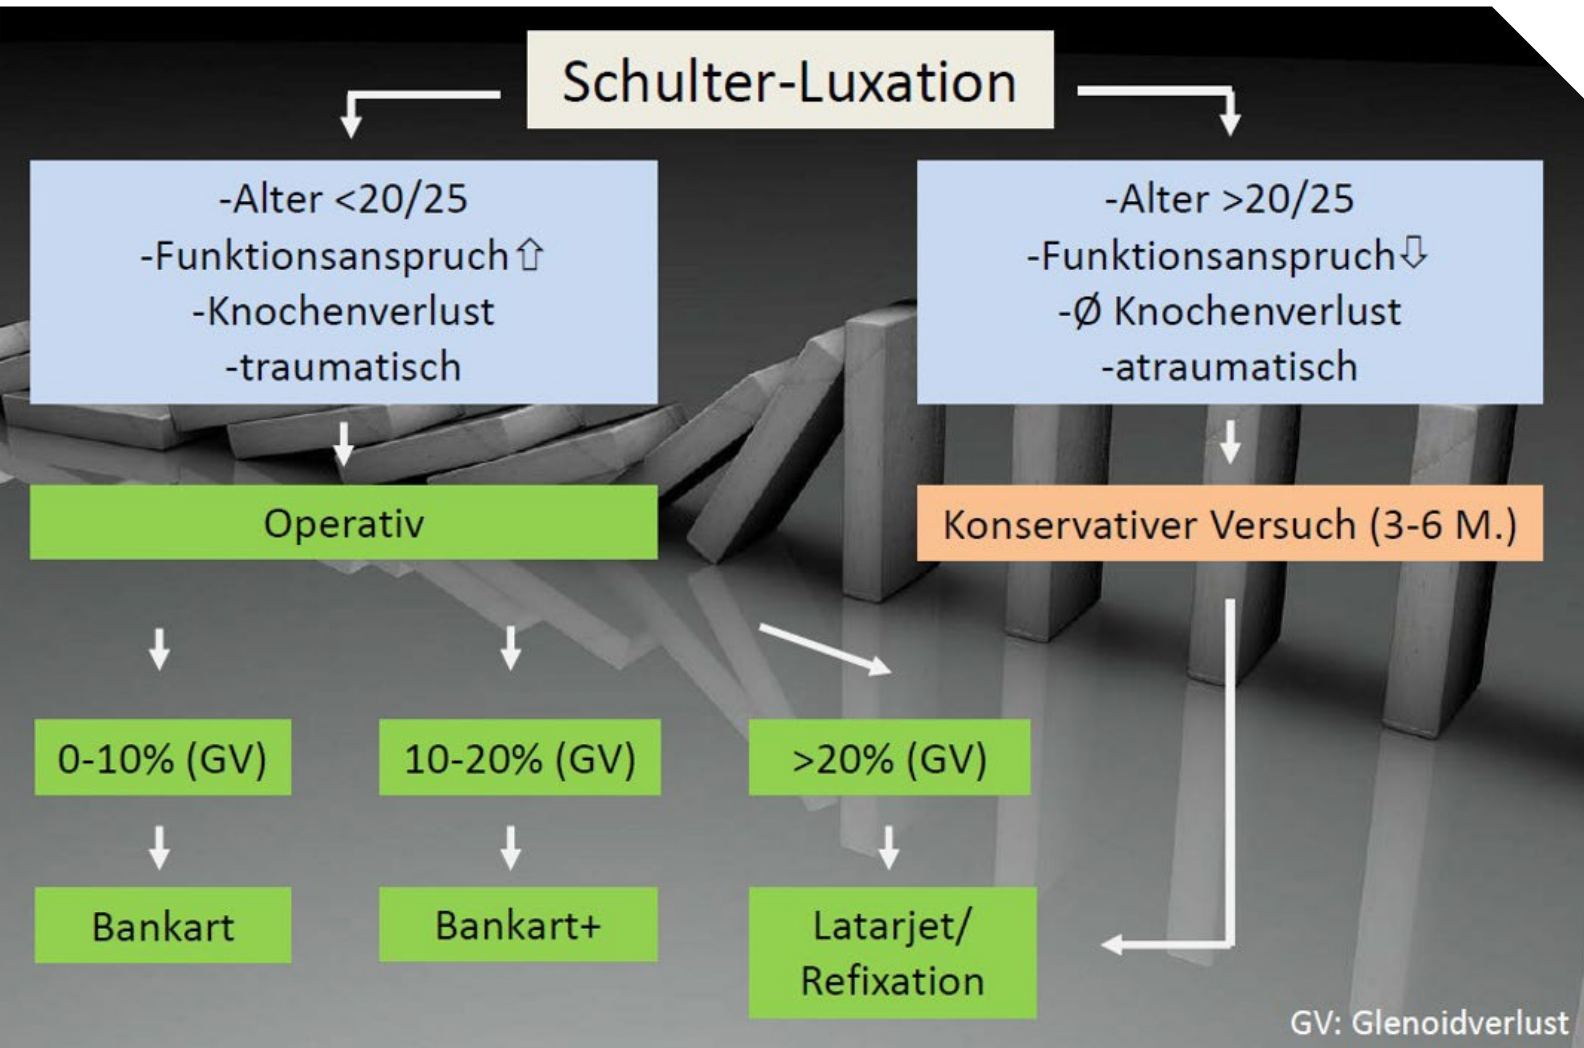 Schulter-Luxation
-Alter <20/25
-Funktionsanspruch⇧
-Knochenverlust
-traumatisch
-Alter >20/25
-Funktionsanspruch⇩
-Ø Knochenverlust
-atraumatisch
Operativ
Konservativer Versuch (3-6 M.)
0-10% (GV)
10-20% (GV)
>20% (GV)
Bankart
Bankart+
Latarjet/
Refixation
GV: Glenoidverlust